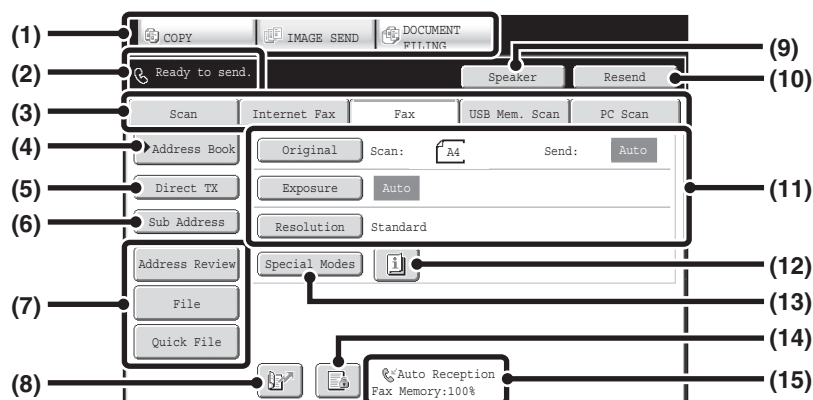 (1) COPY IMAGE SEND DOCUMENT FILING
(2) Ready to send. (9)
Speaker Resend (10)
(3) Scan Internet Fax Fax USB Mem. Scan PC Scan
(4) Address Book Original Scan: A4 Send: Auto
(5) Direct TX Exposure Auto (11)
(6) Sub Address Resolution Standard
Address Review Special Modes (12)
(7) File (13)
Quick File (14)
(8) Auto Reception (15)
Fax Memory:100%